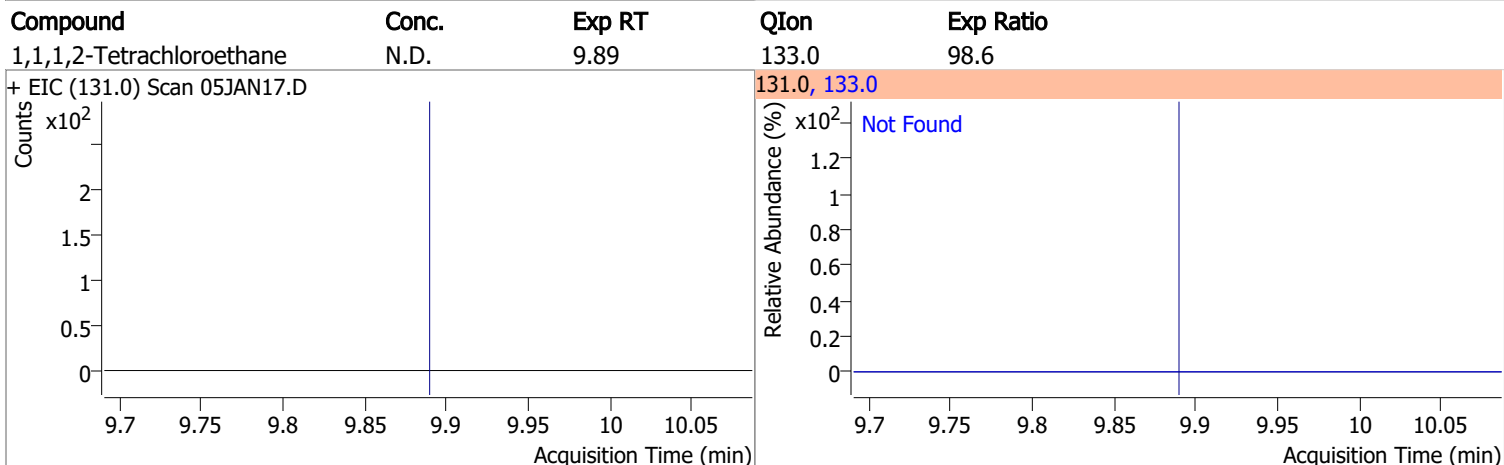 Compound Conc. Exp RT QIon Exp Ratio
1,1,1,2-Tetrachloroethane N.D. 9.89 133.0 98.6
+ EIC (131.0) Scan 05JAN17.D
Counts
x10²
2
1.5
1
0.5
0
9.7 9.75 9.8 9.85 9.9 9.95 10 10.05
Acquisition Time (min)
131.0, 133.0
Relative Abundance (%)
x10²
Not Found
1.2
1
0.8
0.6
0.4
0.2
0
9.7 9.75 9.8 9.85 9.9 9.95 10 10.05
Acquisition Time (min)